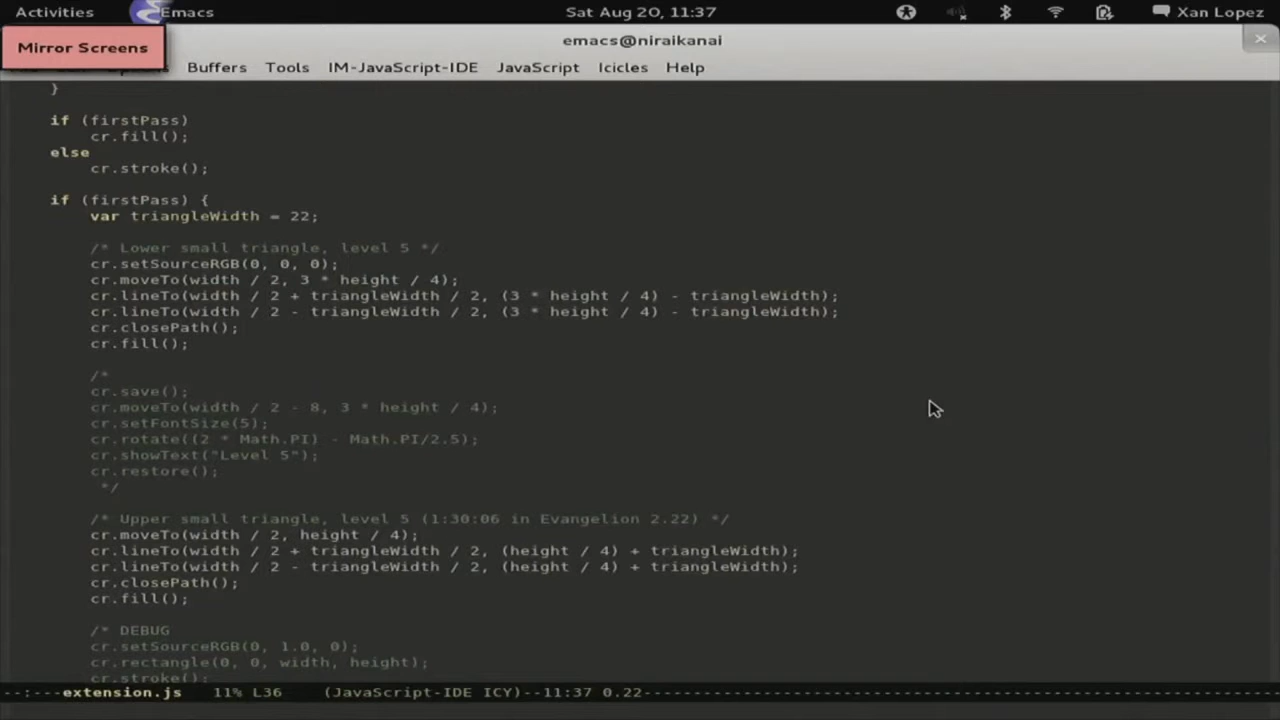 Activities Emacs Sat Aug 20, 11:37 Xan Lopez
Mirror Screens
emacs@niraikanai
Buffers Tools IM-JavaScript-IDE JavaScript Icicles Help
}
if (firstPass)
cr.fill();
else
cr.stroke();
if (firstPass) {
var triangleWidth = 22;
/* Lower small triangle, level 5 */
cr.setSourceRGB(0, 0, 0);
cr.moveTo(width / 2, 3 * height / 4);
cr.lineTo(width / 2 + triangleWidth / 2, (3 * height / 4) - triangleWidth);
cr.lineTo(width / 2 - triangleWidth / 2, (3 * height / 4) - triangleWidth);
cr.closePath();
cr.fill();
/*
cr.save();
cr.moveTo(width / 2 - 8, 3 * height / 4);
cr.setFontSize(5);
cr.rotate((2 * Math.PI) - Math.PI/2.5);
cr.showText("Level 5");
cr.restore();
*/
/* Upper small triangle, level 5 (1:30:06 in Evangelion 2.22) */
cr.moveTo(width / 2, height / 4);
cr.lineTo(width / 2 + triangleWidth / 2, (height / 4) + triangleWidth);
cr.lineTo(width / 2 - triangleWidth / 2, (height / 4) + triangleWidth);
cr.closePath();
cr.fill();
/* DEBUG
cr.setSourceRGB(0, 1.0, 0);
cr.rectangle(0, 0, width, height);
cr.stroke();
--:---extension.js 11% L36 (JavaScript-IDE ICY)--11:37 0.22----------------------------------------------------------------